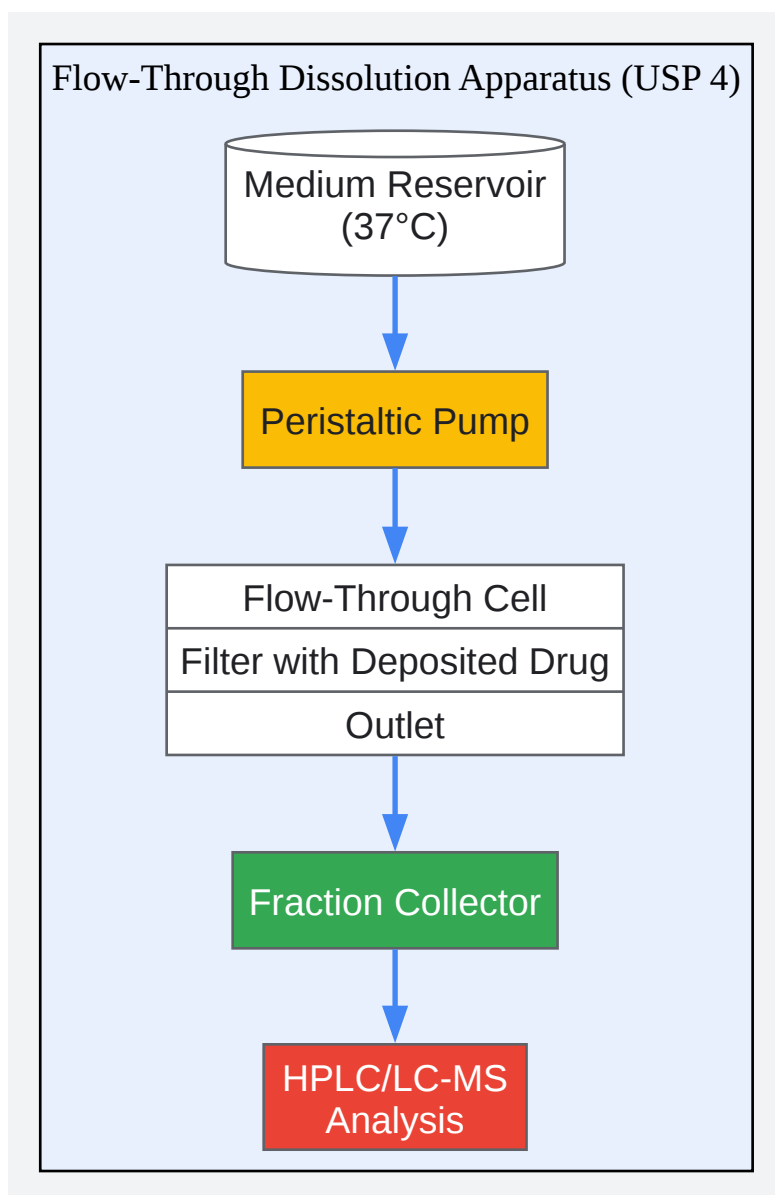 Flow-Through Dissolution Apparatus (USP 4)
Medium Reservoir
(37°C)
Peristaltic Pump
Flow-Through Cell
Filter with Deposited Drug
Outlet
Fraction Collector
HPLC/LC-MS
Analysis